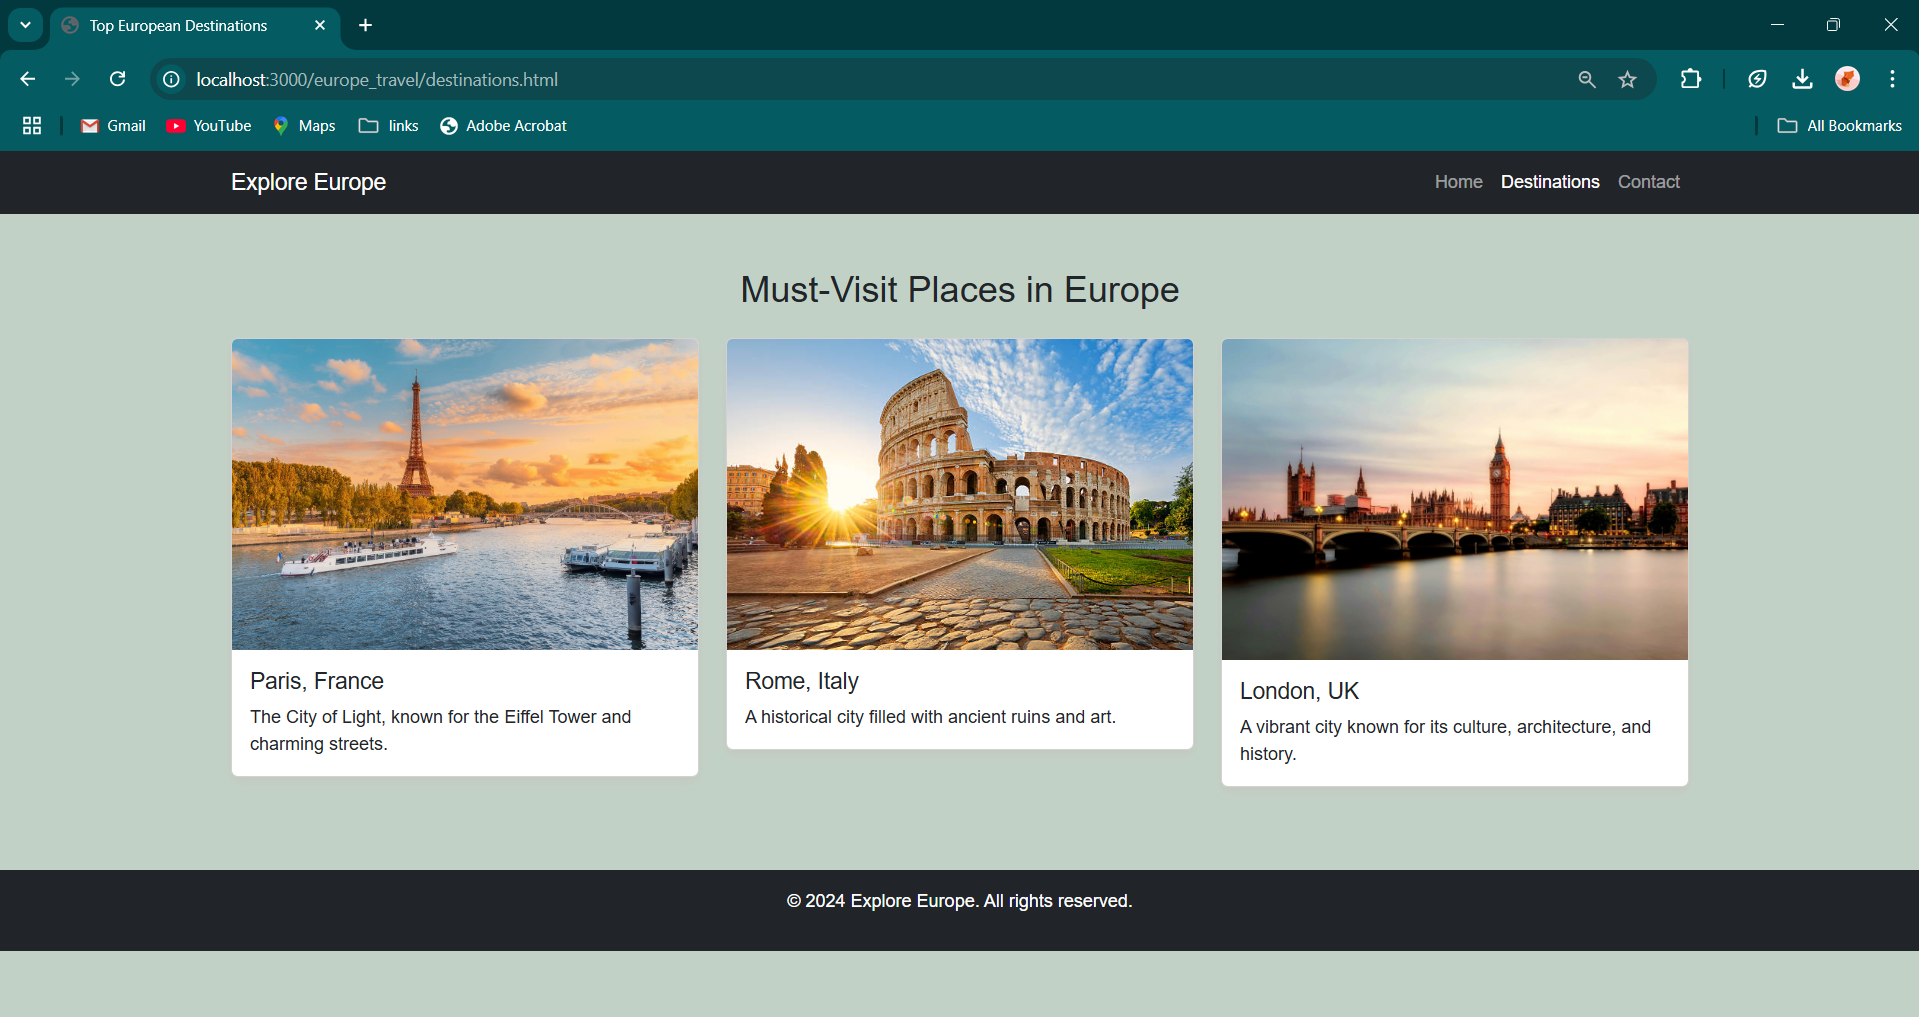 Top European Destinations
localhost:3000/europe_travel/destinations.html
Gmail YouTube Maps links Adobe Acrobat All Bookmarks
Explore Europe Home Destinations Contact
Must-Visit Places in Europe
Paris, France
The City of Light, known for the Eiffel Tower and
charming streets.
Rome, Italy
A historical city filled with ancient ruins and art.
London, UK
A vibrant city known for its culture, architecture, and
history.
© 2024 Explore Europe. All rights reserved.